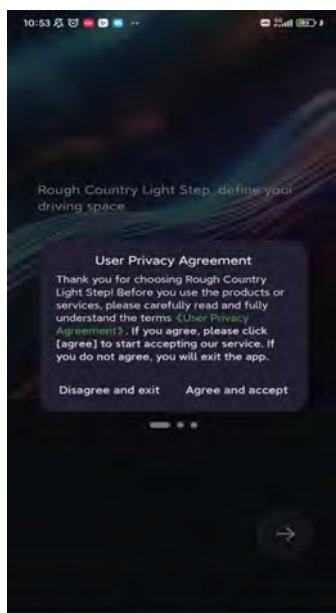 10:53
Rough Country Light Step, define your
driving space
User Privacy Agreement
Thank you for choosing Rough Country
Light Step! Before you use the products or
services, please carefully read and fully
understand the terms 《User Privacy
Agreement》. If you agree, please click
[agree] to start accepting our service. If
you do not agree, you will exit the app.
Disagree and exit Agree and accept